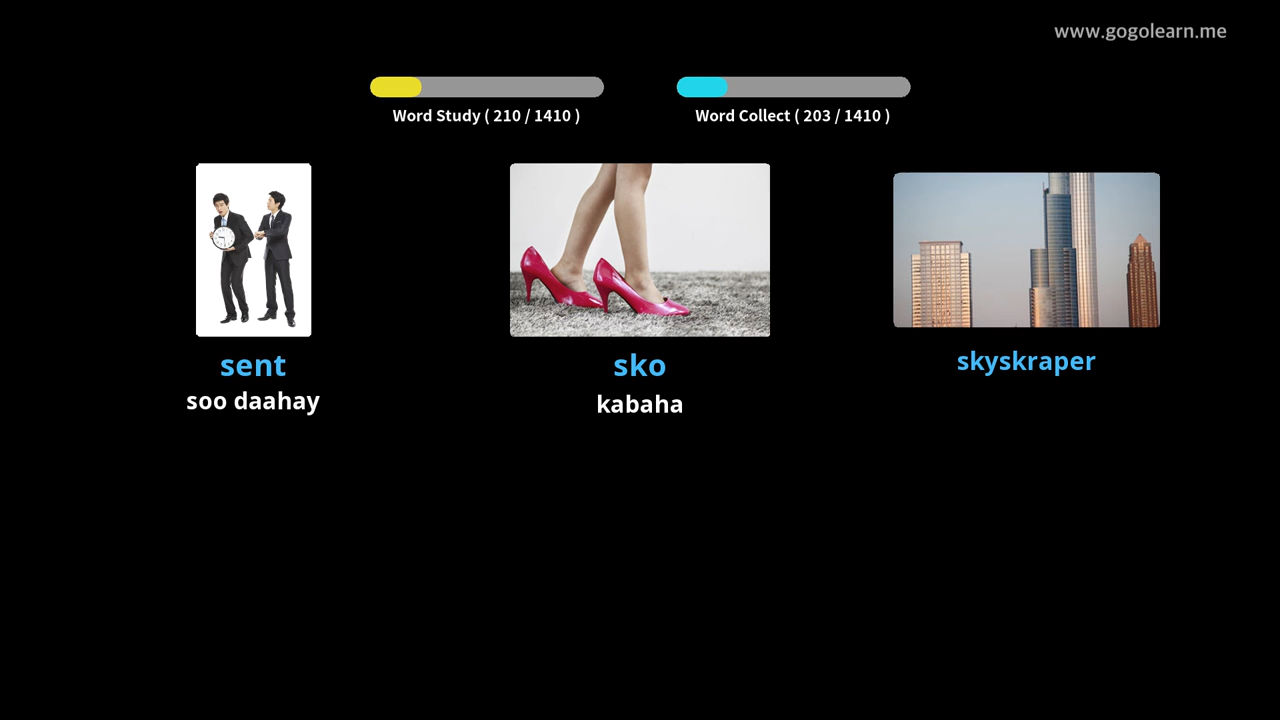 www.gogolearn.me
Word Study ( 210 / 1410 )
Word Collect ( 203 / 1410 )
sent
soo daahay
sko
kabaha
skyskraper